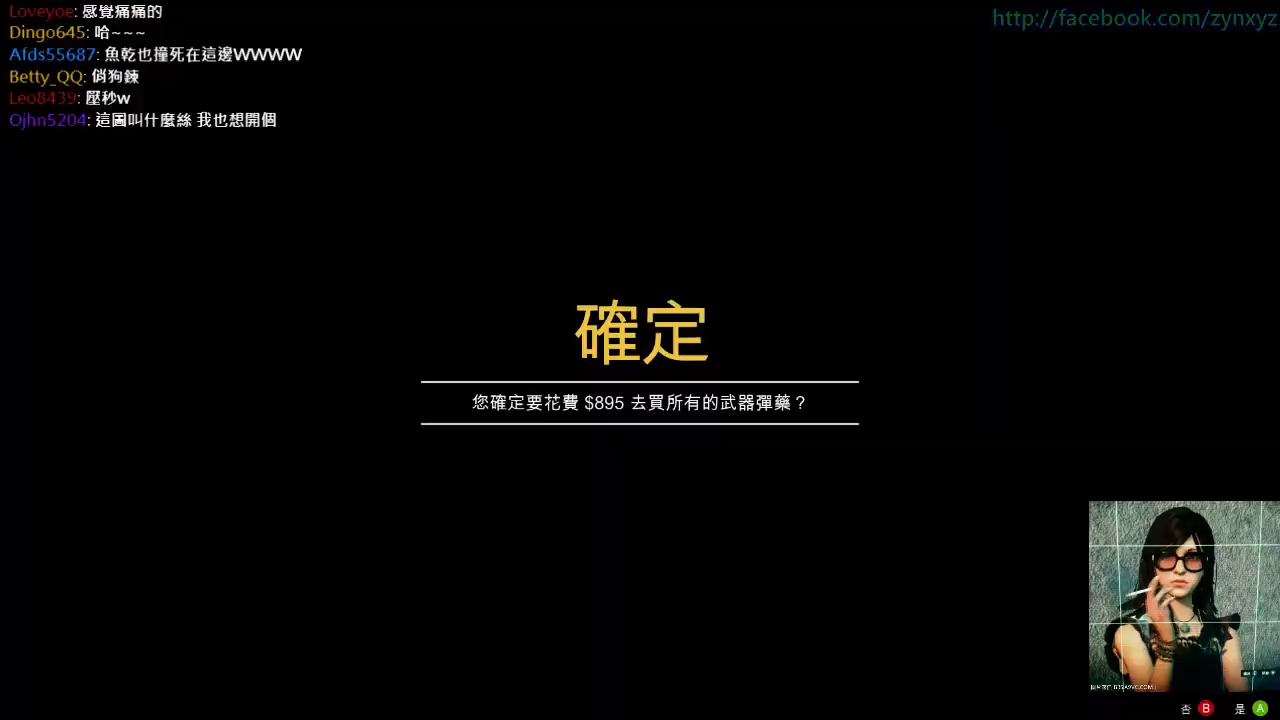 Loveyoe: 感覺痛痛的
http://facebook.com/zynxyz
Dingo645: 哈~~~
Afds55687: 魚乾也撞死在這邊WWWW
Betty_QQ: 俏狗鍊
Leo8439: 壓秒w
Ojhn5204: 這圖叫什麼絲 我也想開個
確定
您確定要花費 $895 去買所有的武器彈藥？
否 B 是 A